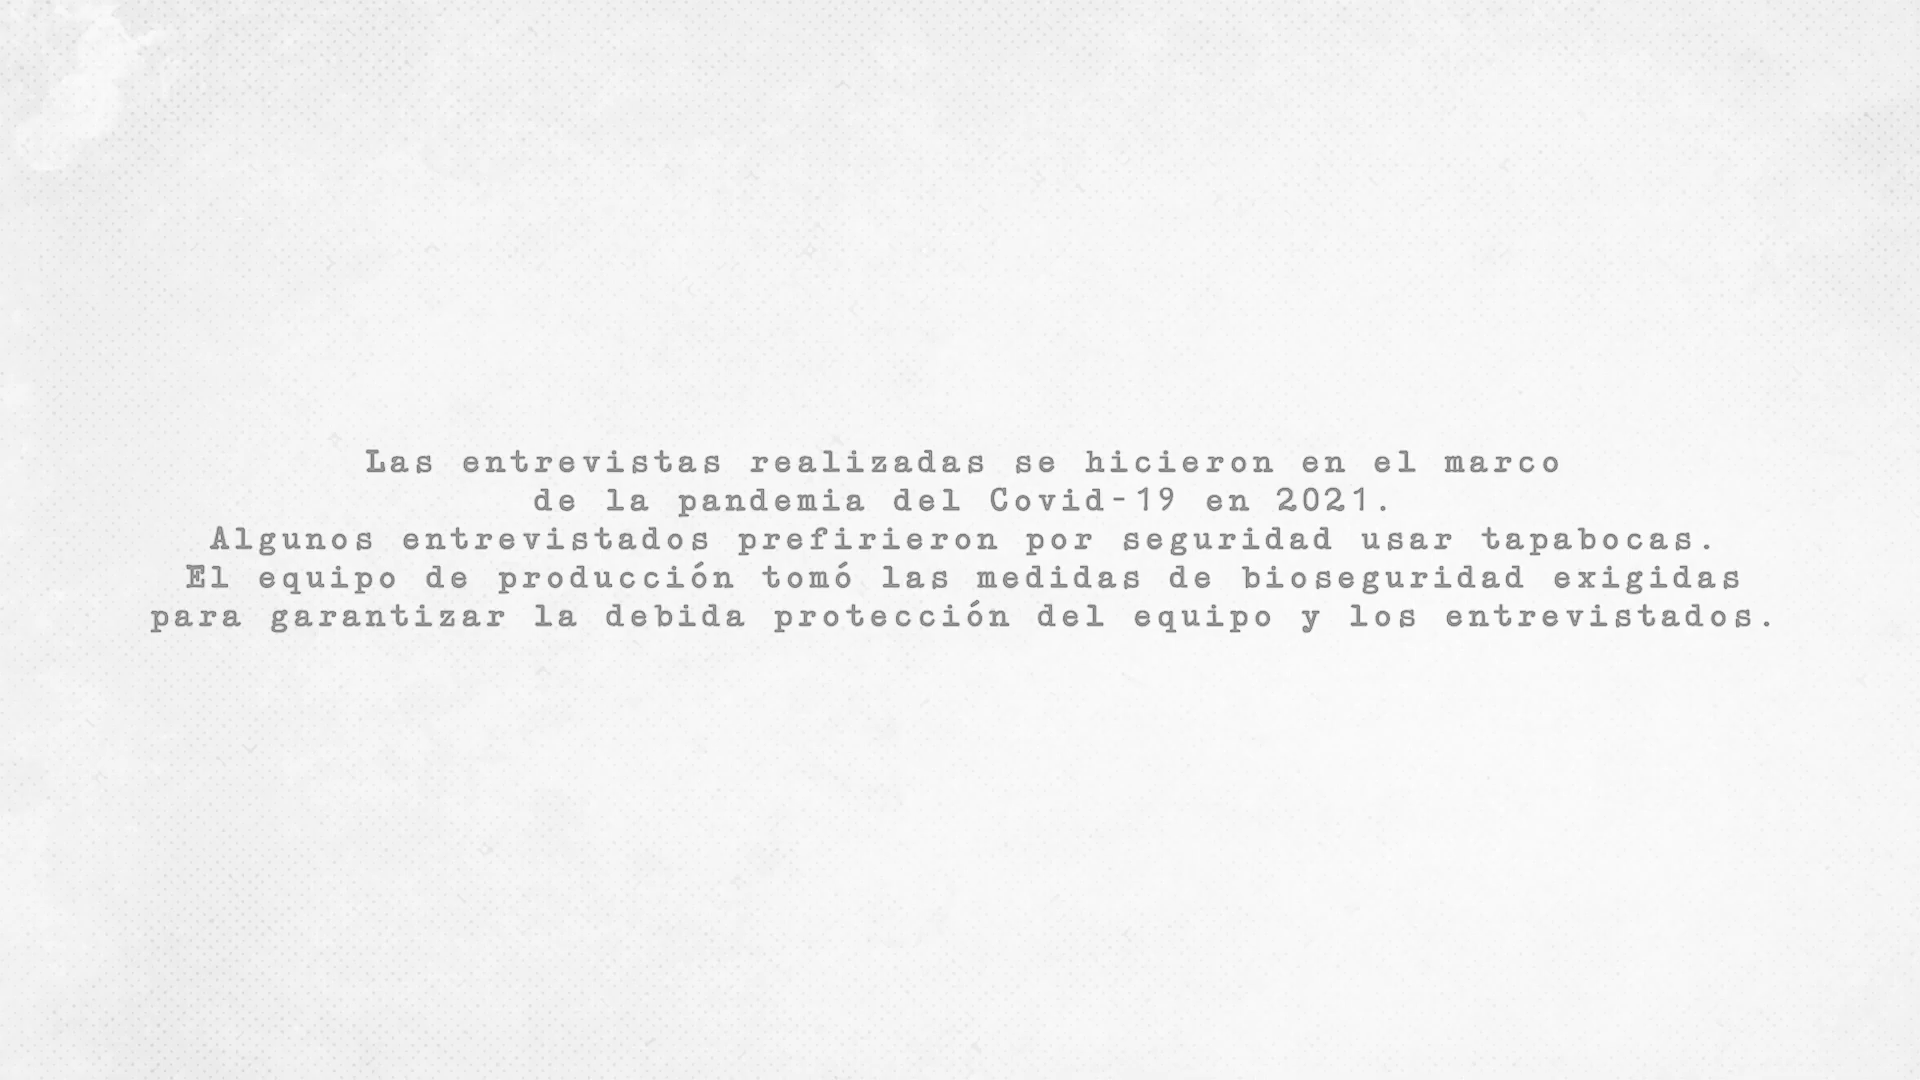 Las entrevistas realizadas se hicieron en el marco
de la pandemia del Covid-19 en 2021.
Algunos entrevistados prefirieron por seguridad usar tapabocas.
El equipo de producción tomó las medidas de bioseguridad exigidas
para garantizar la debida protección del equipo y los entrevistados.